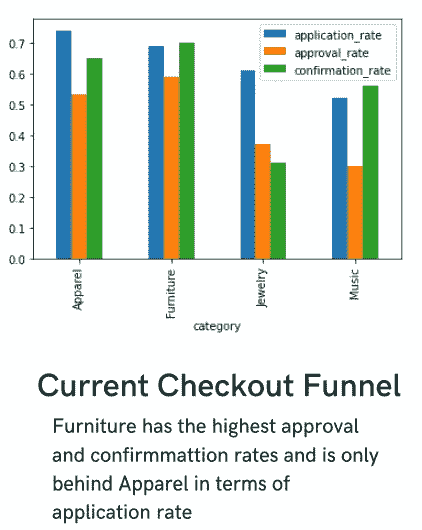 application_rate
approval_rate
confirmation_rate
0.7
0.6
0.5
0.4
0.3
0.2
0.1
0.0
Apparel
Furniture
Jewelry
Music
category
Current Checkout Funnel
Furniture has the highest approval
and confirmmattion rates and is only
behind Apparel in terms of
application rate